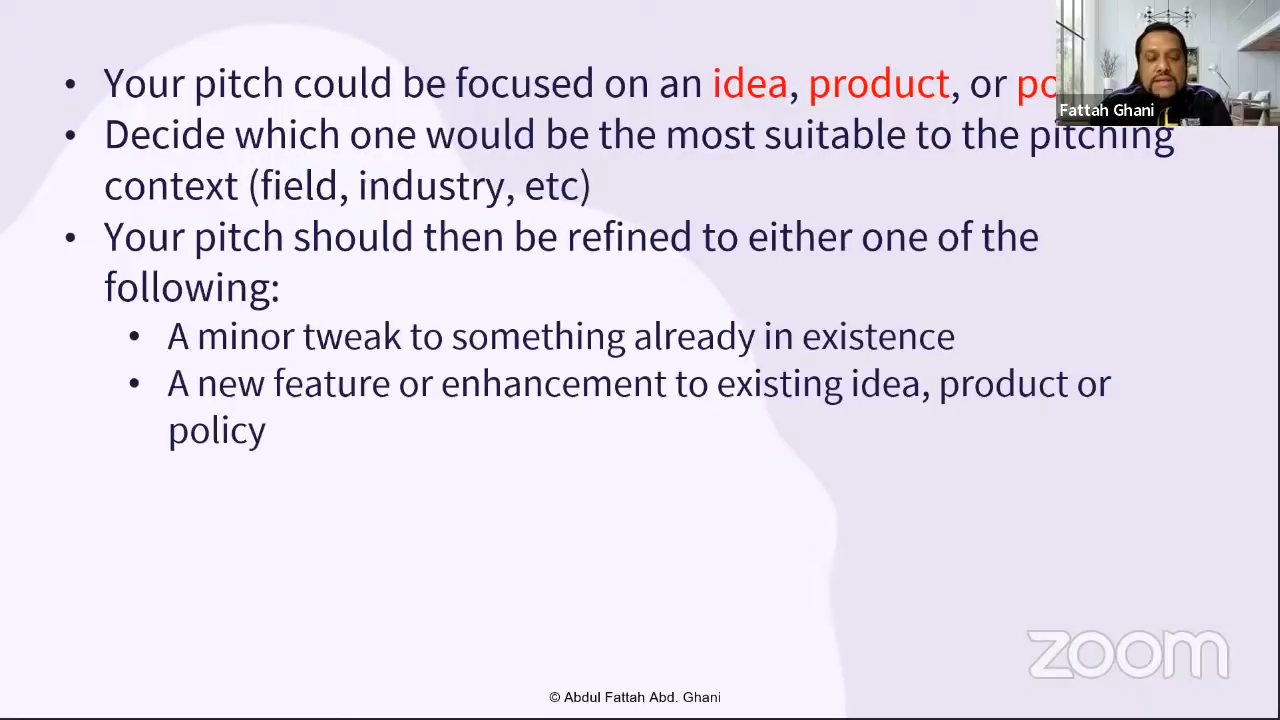 • Your pitch could be focused on an idea, product, or
Fattah Ghani
• Decide which one would be the most suitable to the pitching
context (field, industry, etc)
• Your pitch should then be refined to either one of the
following:
• A minor tweak to something already in existence
• A new feature or enhancement to existing idea, product or
policy
zoom
© Abdul Fattah Abd. Ghani